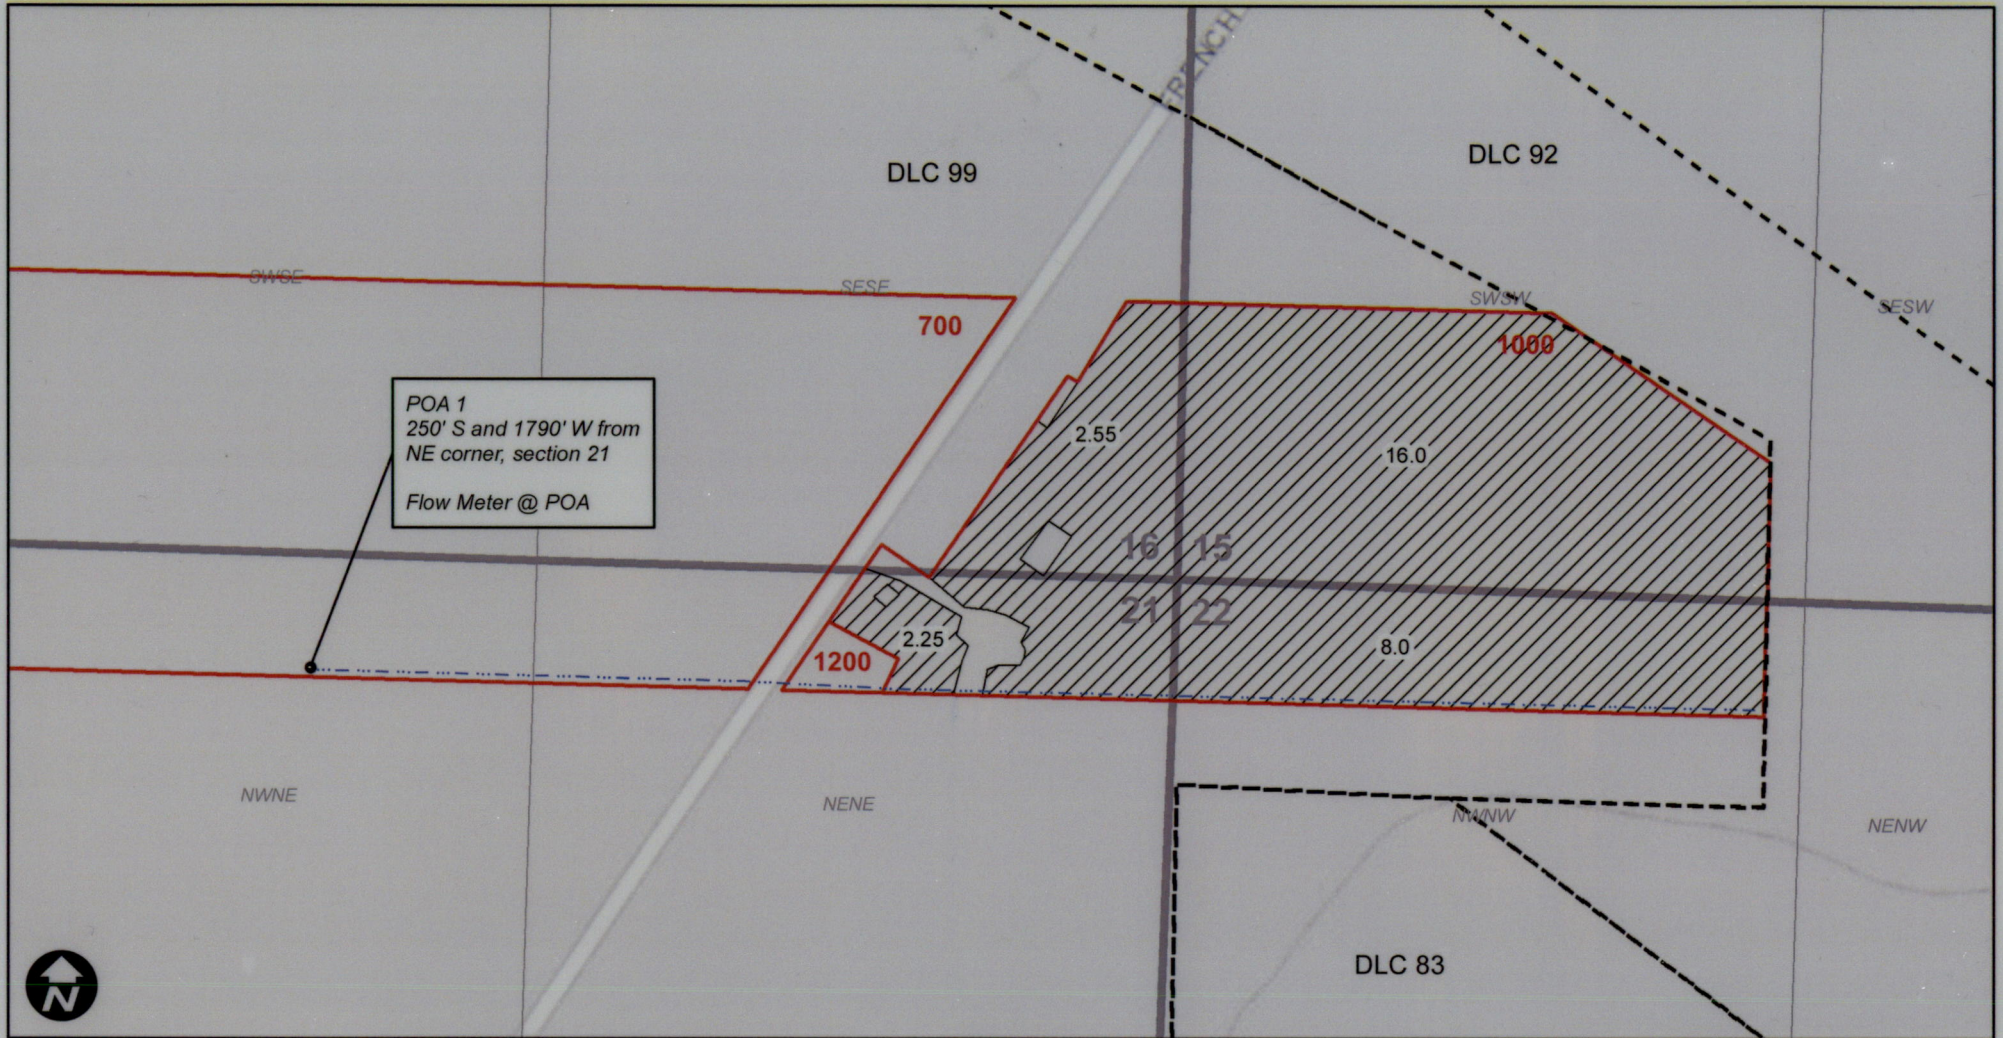 FRENCH
DLC 92
DLC 99
SWSE
SESE
SWSW
SESW
700
1000
POA 1
250' S and 1790' W from
NE corner, section 21
Flow Meter @ POA
2.55
16.0
16
15
21
22
2.25
8.0
1200
NWNE
NENE
NWNW
NENW
DLC 83
N